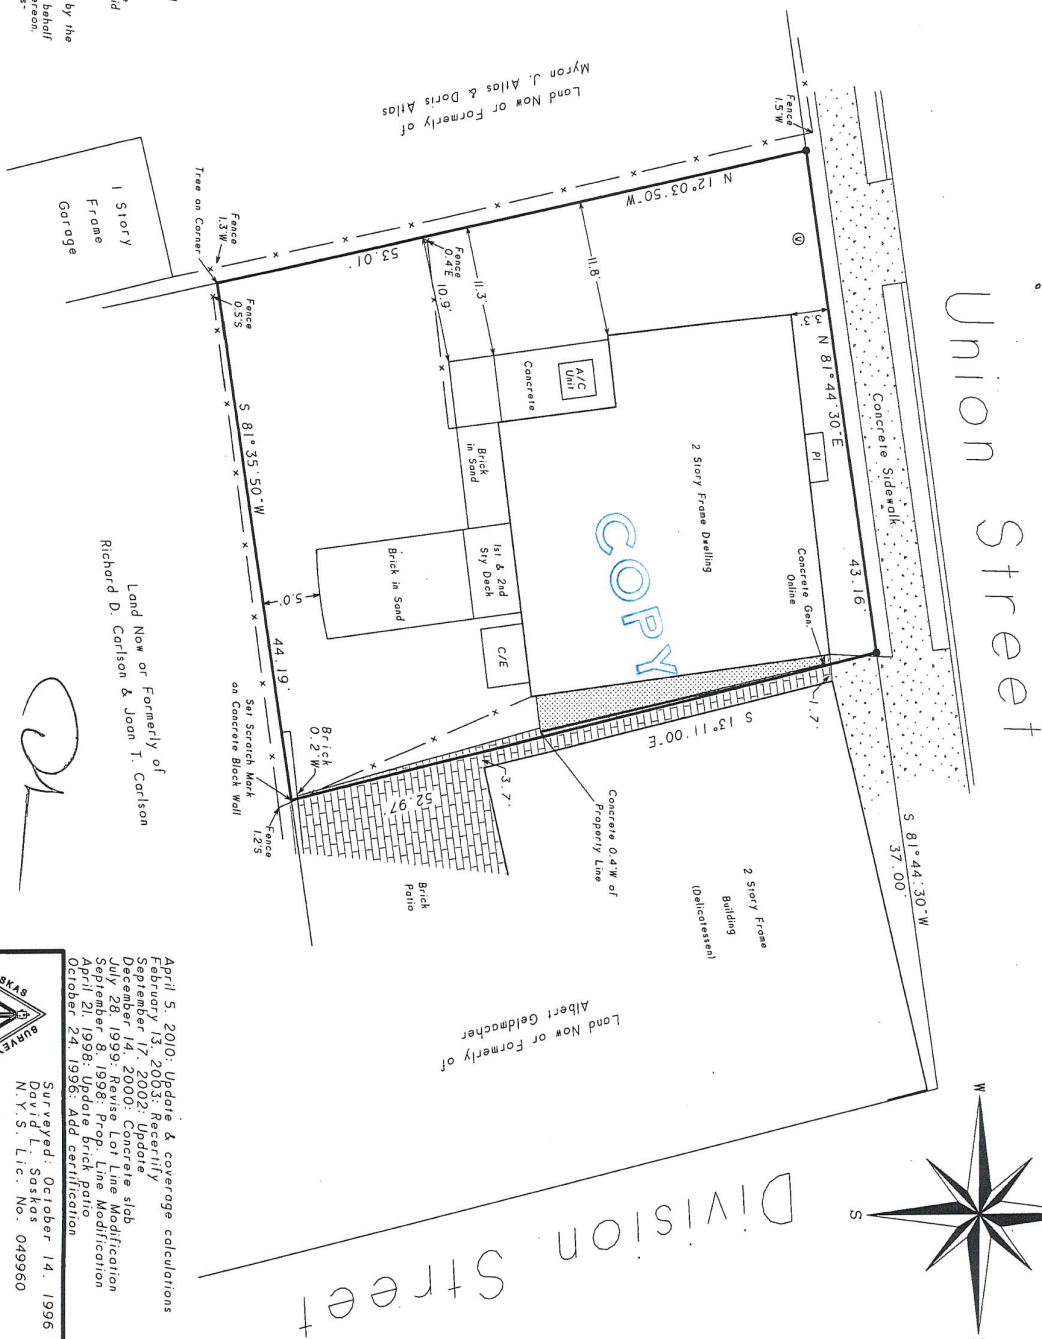 Union Street
Concrete Sidewalk
Land Now or Formerly of
Myron J. Atlas & Doris Atlas
Fence
1.5'W
N 12°03'50"W
53.01'
V
11.8'
11.3'
Fence
0.4'E
10.9'
3.3'
N 81°44'30"E
43.16'
PI
A/C
Unit
Concrete
2 Story Frame Dwelling
COPY
Concrete Gen.
Online
Brick
in Sand
1st & 2nd
Sty Deck
Brick in Sand
C/E
5.0'
1 Story
Frame
Garage
Tree on Corner
Fence
1.3'W
Fence
0.5'S
S 81°35'50"W
44.19'
Set Scratch Mark
on Concrete Block Wall
Brick
0.2'W
Fence
1.2'S
Land Now or Formerly of
Richard D. Carlson & Joan T. Carlson
S 13°11'00"E
52.97'
1.7'
3.7'
Concrete 0.4'W of
Property Line
Brick
Patio
2 Story Frame
Building
(Delicatessen)
S 81°44'30"W
37.00'
Land Now or Formerly of
Albert Geldmacher
Division Street
W
S
April 5, 2010: Update & coverage calculations
February 13, 2003: Recertify
September 17, 2002: Update
December 14, 2000: Concrete slab
July 28, 1999: Revise Lot Line Modification
September 8, 1998: Prop. Line Modification
April 21, 1998: Update brick patio
October 24, 1996: Add certification
Surveyed: October 14, 1996
David L. Saskas
N.Y.S. Lic. No. 049960
SKAS
SURVEY
by the
behalf
ereon.